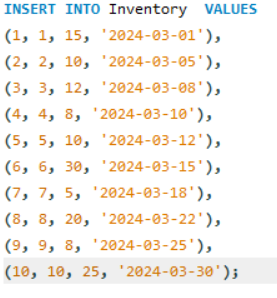 INSERT INTO Inventory  VALUES
(1, 1, 15, '2024-03-01'),
(2, 2, 10, '2024-03-05'),
(3, 3, 12, '2024-03-08'),
(4, 4, 8, '2024-03-10'),
(5, 5, 10, '2024-03-12'),
(6, 6, 30, '2024-03-15'),
(7, 7, 5, '2024-03-18'),
(8, 8, 20, '2024-03-22'),
(9, 9, 8, '2024-03-25'),
(10, 10, 25, '2024-03-30');